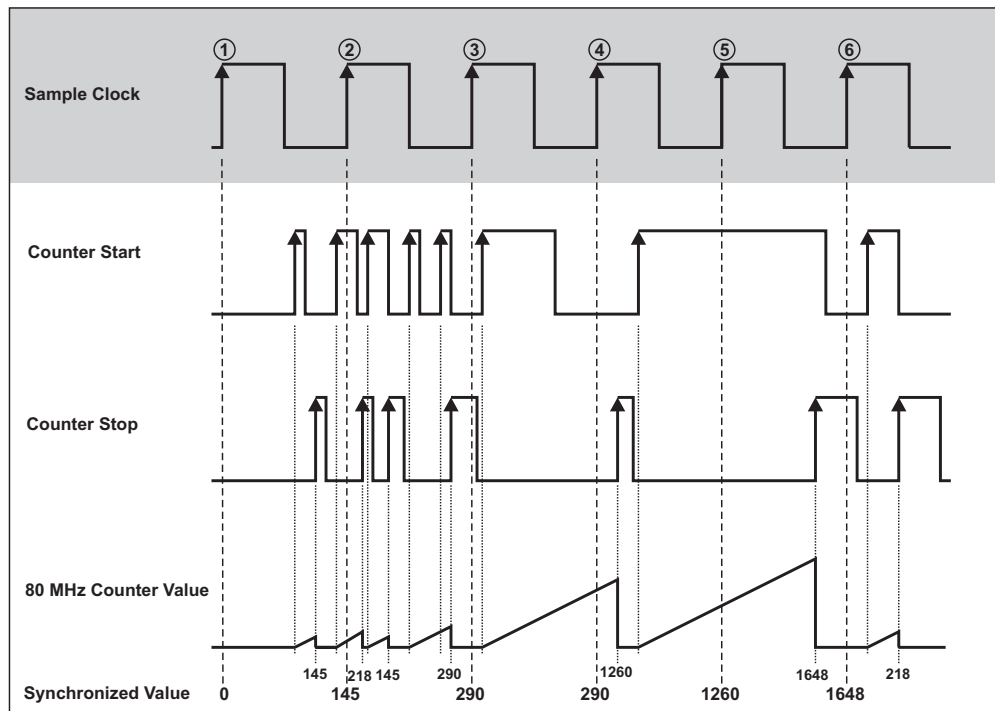 ① ② ③ ④ ⑤ ⑥
Sample Clock
Counter Start
Counter Stop
80 MHz Counter Value
145 218 145 290 1260 1648 218
Synchronized Value 0 145 290 290 1260 1648